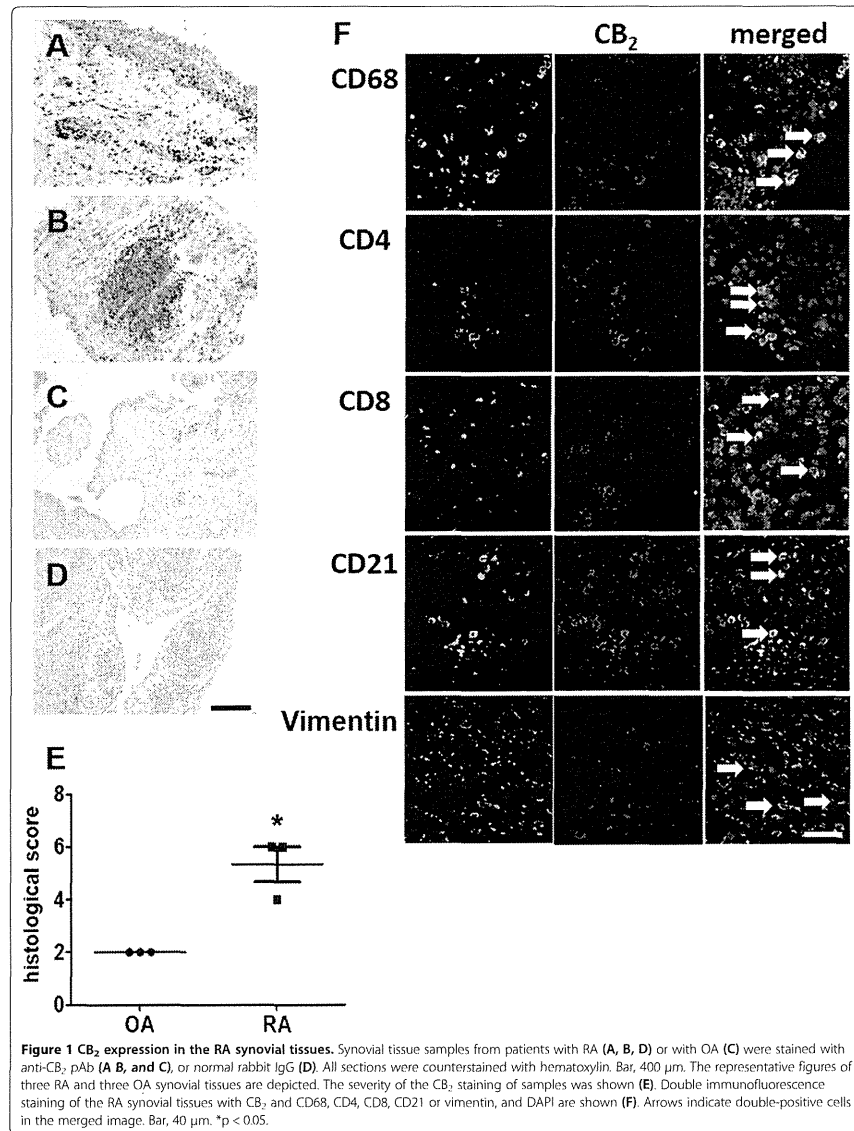 A
B
C
D
E
histological score
8
6
4
2
0
*
OA
RA
F
CB₂
merged
CD68
CD4
CD8
CD21
Vimentin
Figure 1 CB₂ expression in the RA synovial tissues. Synovial tissue samples from patients with RA (A, B, D) or with OA (C) were stained with
anti-CB₂ pAb (A B, and C), or normal rabbit IgG (D). All sections were counterstained with hematoxylin. Bar, 400 µm. The representative figures of
three RA and three OA synovial tissues are depicted. The severity of the CB₂ staining of samples was shown (E). Double immunofluorescence
staining of the RA synovial tissues with CB₂ and CD68, CD4, CD8, CD21 or vimentin, and DAPI are shown (F). Arrows indicate double-positive cells
in the merged image. Bar, 40 µm. *p < 0.05.